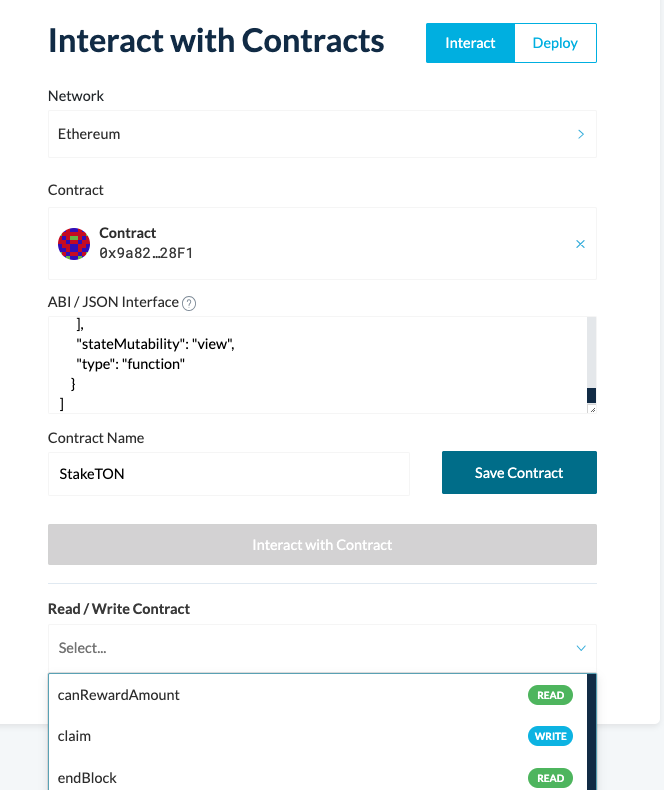 Interact with Contracts
Interact
Deploy
Network
Ethereum
Contract
Contract
0x9a82…28F1
ABI / JSON Interface ?
],
"stateMutability": "view",
"type": "function"
}
]
Contract Name
StakeTON
Save Contract
Interact with Contract
Read / Write Contract
Select...
canRewardAmount READ
claim WRITE
endBlock READ